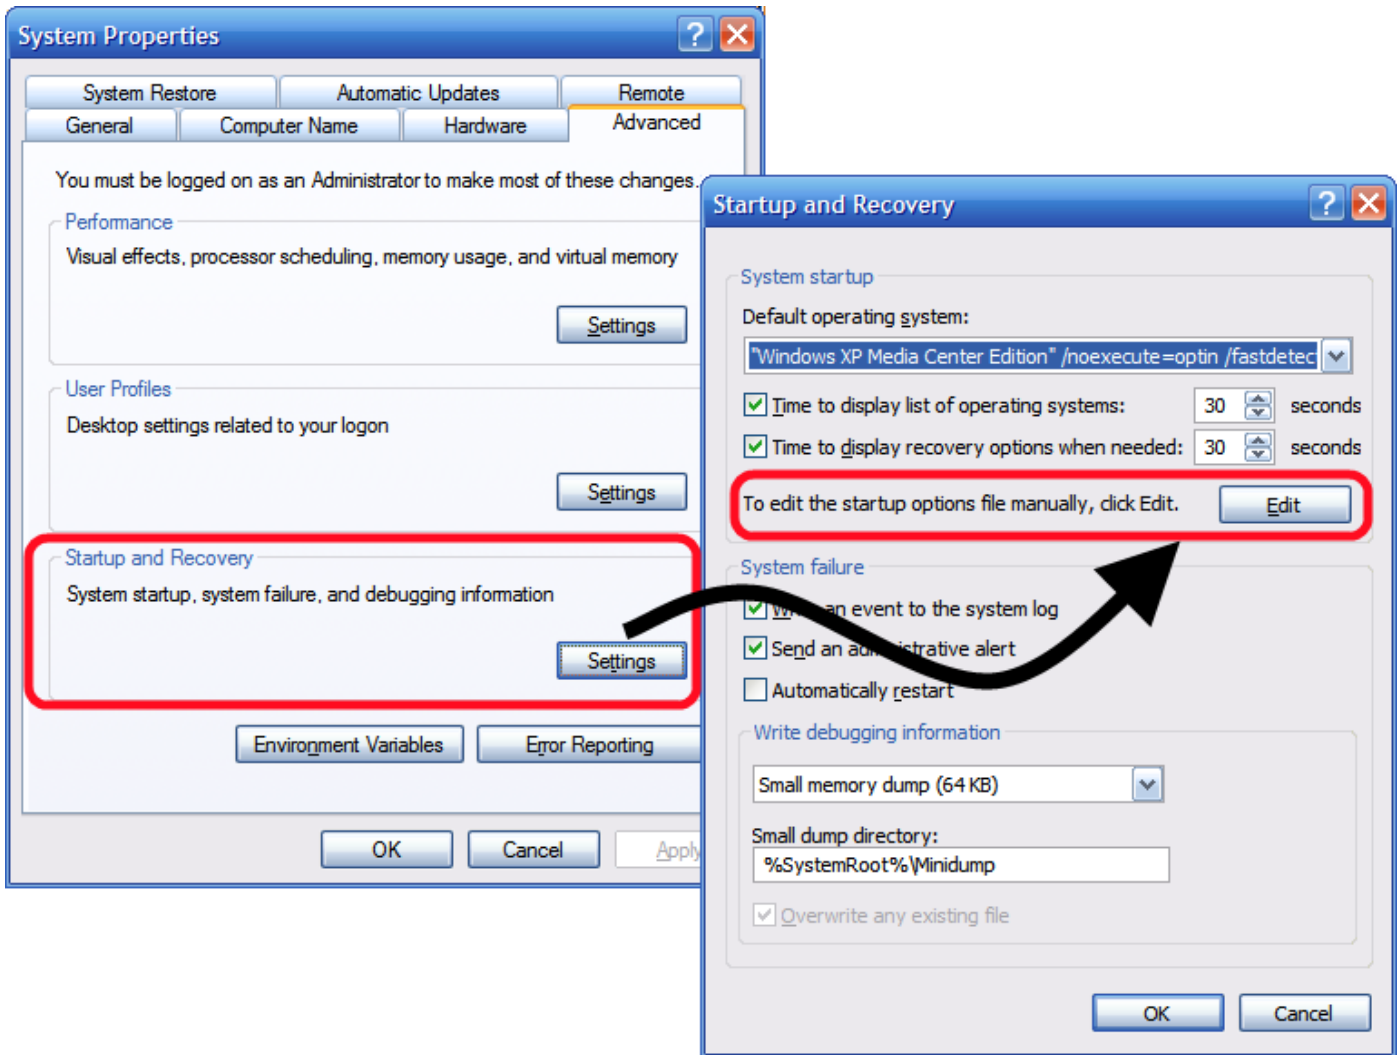 System Properties
System Restore
Automatic Updates
Remote
General
Computer Name
Hardware
Advanced
You must be logged on as an Administrator to make most of these changes.
Performance
Visual effects, processor scheduling, memory usage, and virtual memory
Settings
User Profiles
Desktop settings related to your logon
Settings
Startup and Recovery
System startup, system failure, and debugging information
Settings
Environment Variables
Error Reporting
OK
Cancel
Apply
Startup and Recovery
System startup
Default operating system:
"Windows XP Media Center Edition" /noexecute=optin /fastdetec
Time to display list of operating systems:
30
seconds
Time to display recovery options when needed:
30
seconds
To edit the startup options file manually, click Edit.
Edit
System failure
Write an event to the system log
Send an administrative alert
Automatically restart
Write debugging information
Small memory dump (64 KB)
Small dump directory:
%SystemRoot%\Minidump
Overwrite any existing file
OK
Cancel